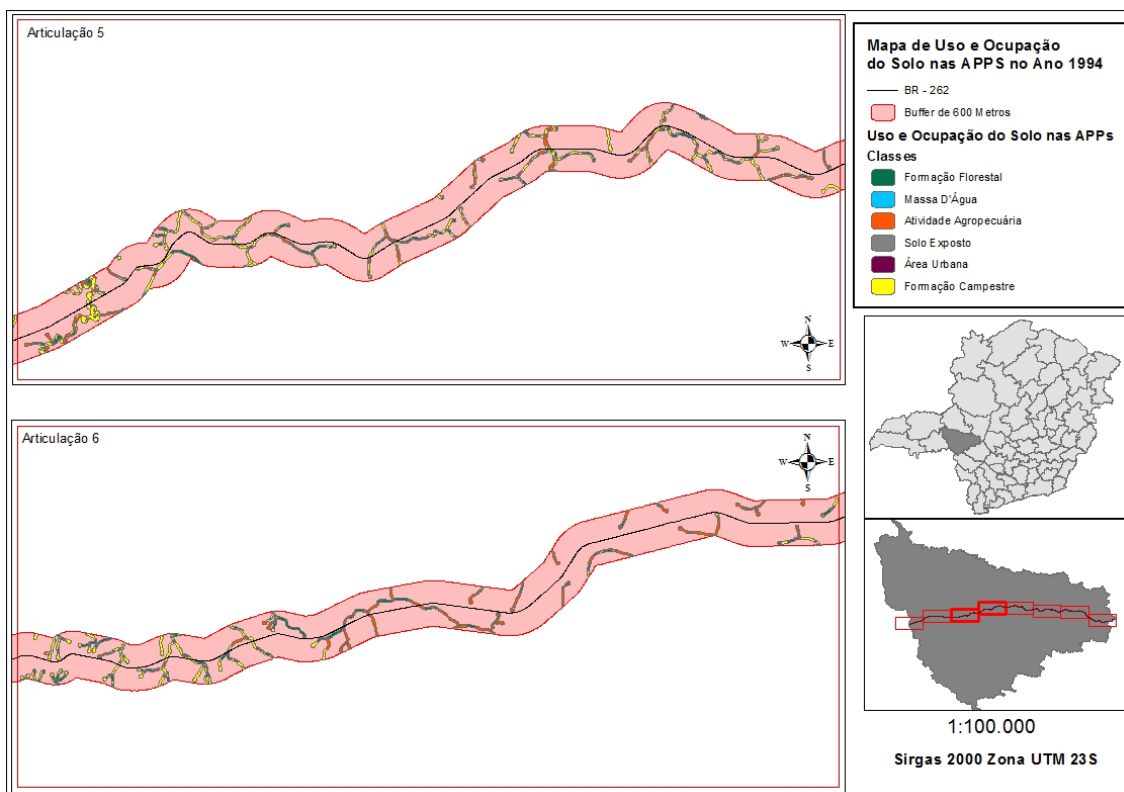 Articulação 5
N
W E
S
Articulação 6
N
W E
S
Mapa de Uso e Ocupação
do Solo nas APPS no Ano 1994
BR - 262
Buffer de 600 Metros
Uso e Ocupação do Solo nas APPs
Classes
Formação Florestal
Massa D'Água
Atividade Agropecuária
Solo Exposto
Área Urbana
Formação Campestre
1:100.000
Sirgas 2000 Zona UTM 23S